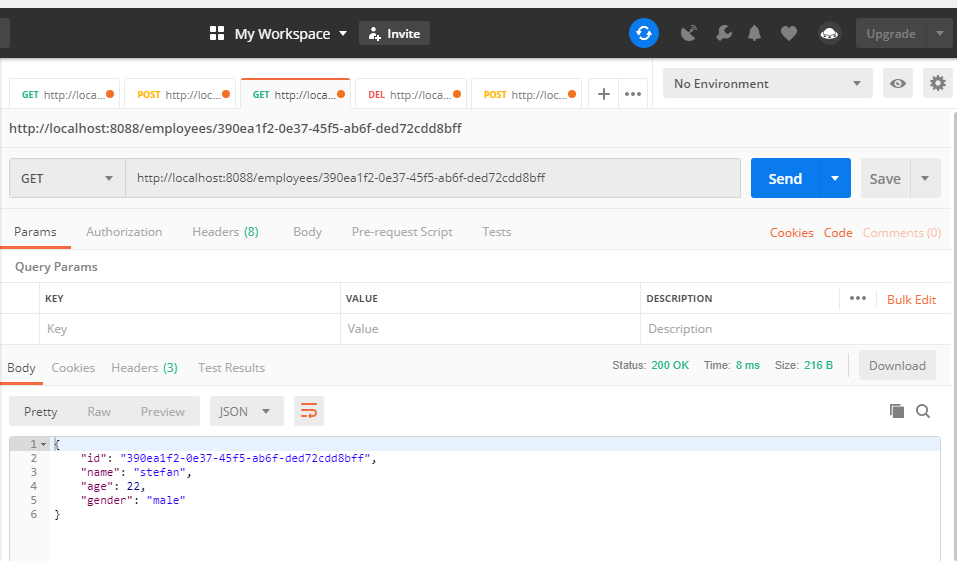 My Workspace Invite Upgrade
GET http://loca... POST http://loc... GET http://loca... DEL http://loca... POST http://loc... + ••• No Environment
http://localhost:8088/employees/390ea1f2-0e37-45f5-ab6f-ded72cdd8bff
GET http://localhost:8088/employees/390ea1f2-0e37-45f5-ab6f-ded72cdd8bff Send Save
Params Authorization Headers (8) Body Pre-request Script Tests Cookies Code Comments (0)
Query Params
KEY VALUE DESCRIPTION ••• Bulk Edit
Key Value Description
Body Cookies Headers (3) Test Results Status: 200 OK Time: 8 ms Size: 216 B Download
Pretty Raw Preview JSON
1 {
2 "id": "390ea1f2-0e37-45f5-ab6f-ded72cdd8bff",
3 "name": "stefan",
4 "age": 22,
5 "gender": "male"
6 }